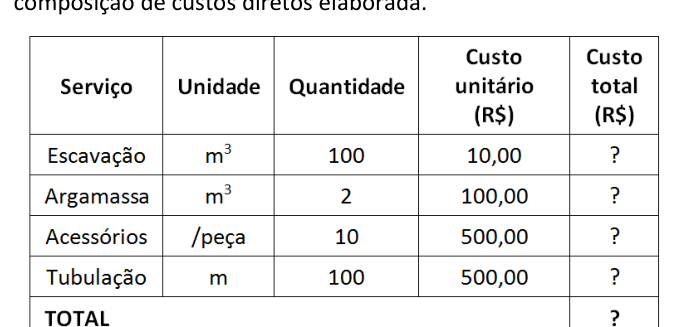 composição de custos diretos elaborada.
Serviço Unidade Quantidade Custo unitário (R$) Custo total (R$)
Escavação m³ 100 10,00 ?
Argamassa m³ 2 100,00 ?
Acessórios /peça 10 500,00 ?
Tubulação m 100 500,00 ?
TOTAL ?